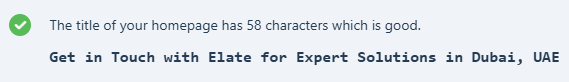 The title of your homepage has 58 characters which is good.
Get in Touch with Elate for Expert Solutions in Dubai, UAE